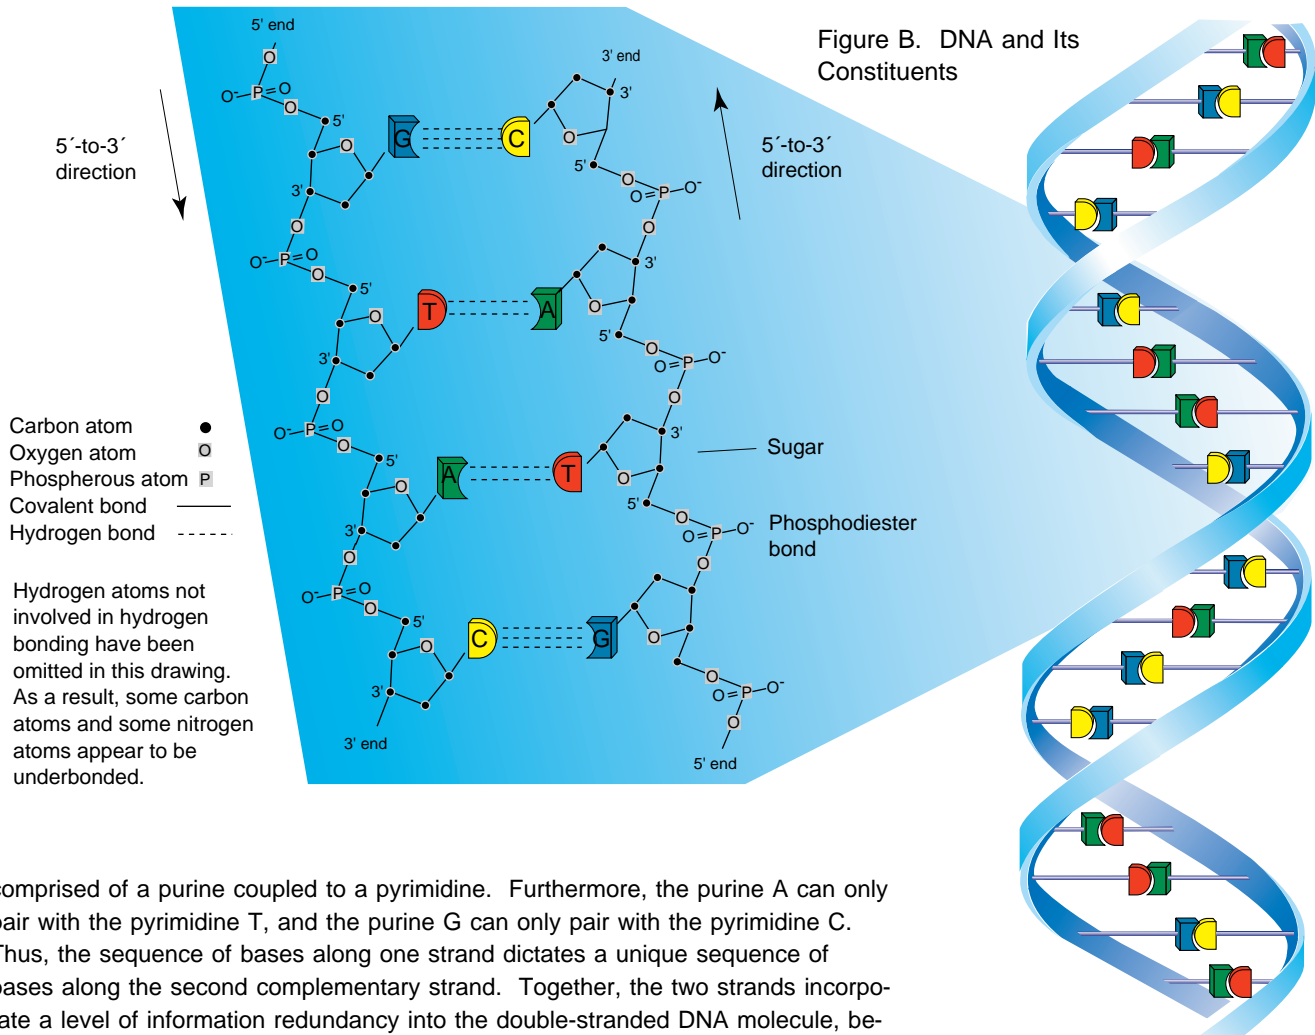 Figure B. DNA and Its
Constituents
5' end
O
O⁻ P O
O
5'
O
3'
O
O⁻ P O
O
5'
O
3'
O
O⁻ P O
O
5'
O
3'
O
O⁻ P O
O
5'
O
3'
3' end
G C
T A
A T
C G
3' end
3'
O
5'
O
O P O⁻
O
3'
O
5'
O
O P O⁻
O
3'
O
5'
O
O P O⁻
O
3'
O
O
O P O⁻
O
5' end
5´-to-3´
direction
5´-to-3´
direction
Sugar
Phosphodiester
bond
Carbon atom
Oxygen atom O
Phospherous atom P
Covalent bond
Hydrogen bond
Hydrogen atoms not
involved in hydrogen
bonding have been
omitted in this drawing.
As a result, some carbon
atoms and some nitrogen
atoms appear to be
underbonded.
comprised of a purine coupled to a pyrimidine. Furthermore, the purine A can only
pair with the pyrimidine T, and the purine G can only pair with the pyrimidine C.
Thus, the sequence of bases along one strand dictates a unique sequence of
bases along the second complementary strand. Together, the two strands incorpo-
rate a level of information redundancy into the double-stranded DNA molecule, be-